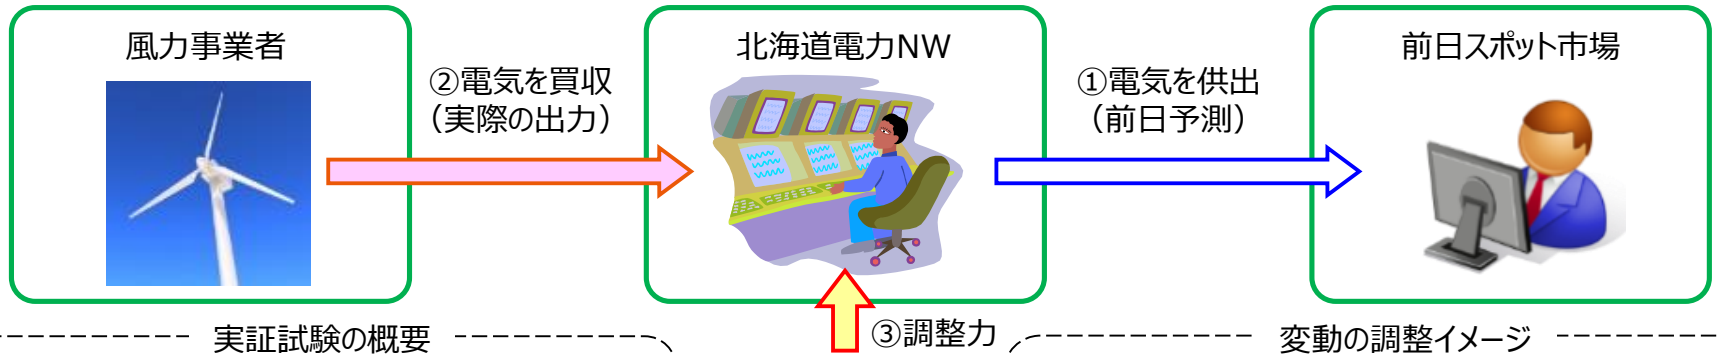 風力事業者
②電気を買収
（実際の出力）
北海道電力NW
①電気を供出
（前日予測）
前日スポット市場
③調整力
実証試験の概要
変動の調整イメージ